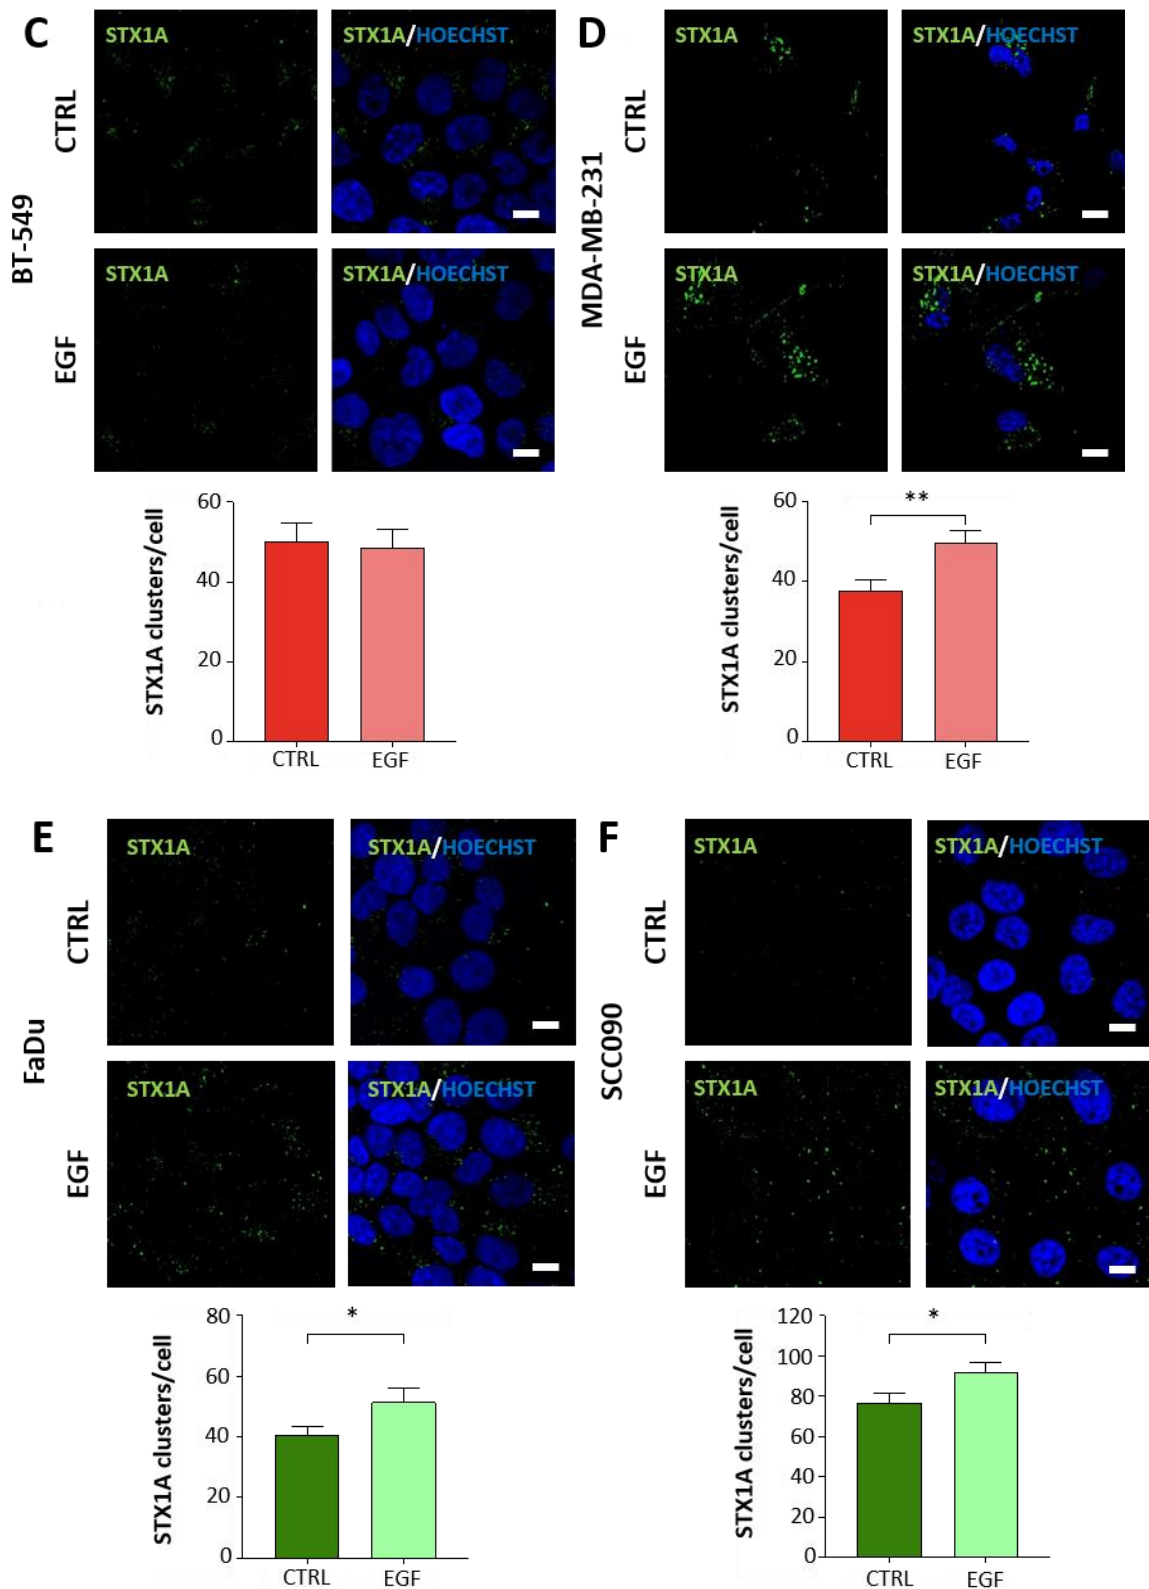 C
STX1A
STX1A/HOECHST
CTRL
STX1A
STX1A/HOECHST
EGF
BT-549
STX1A clusters/cell
60
40
20
0
CTRL
EGF
D
STX1A
STX1A/HOECHST
CTRL
STX1A
STX1A/HOECHST
EGF
MDA-MB-231
STX1A clusters/cell
60
40
20
0
**
CTRL
EGF
E
STX1A
STX1A/HOECHST
CTRL
STX1A
STX1A/HOECHST
EGF
FaDu
STX1A clusters/cell
80
60
40
20
0
*
CTRL
EGF
F
STX1A
STX1A/HOECHST
CTRL
STX1A
STX1A/HOECHST
EGF
SCC090
STX1A clusters/cell
120
100
80
60
40
20
0
*
CTRL
EGF